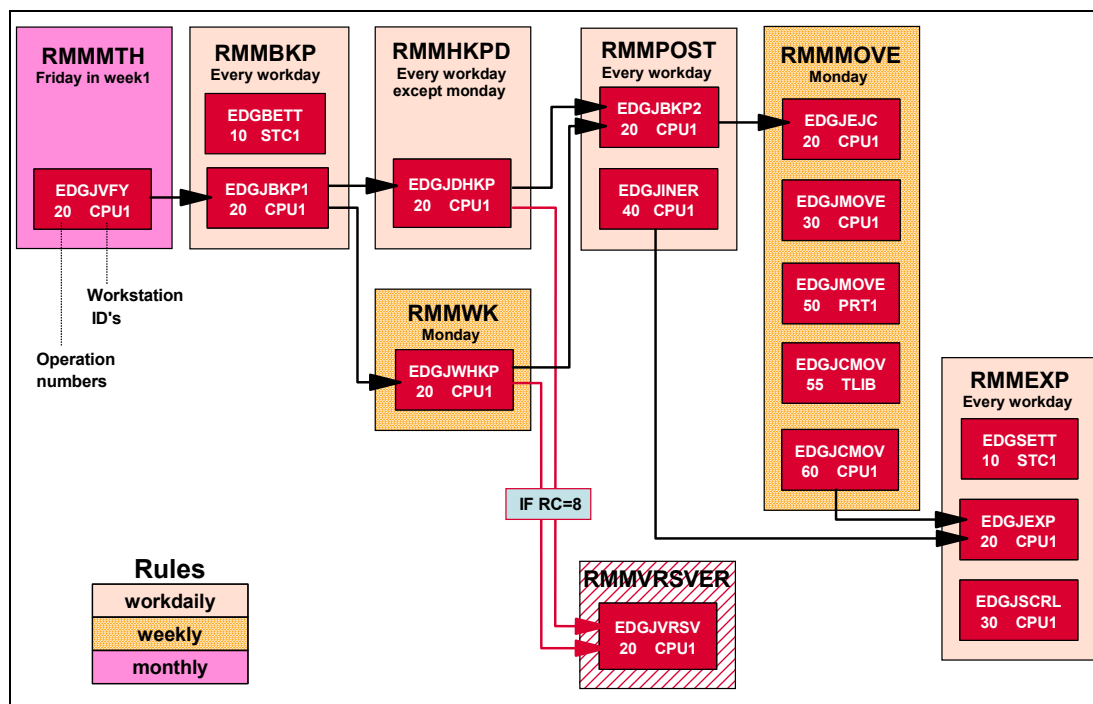 RMMMTH
Friday in week1
EDGJVFY
20 CPU1
Workstation
ID's
Operation
numbers
RMMBKP
Every workday
EDGBETT
10 STC1
EDGJBKP1
20 CPU1
RMMHKPD
Every workday
except monday
EDGJDHKP
20 CPU1
RMMWK
Monday
EDGJWHKP
20 CPU1
IF RC=8
RMMVRSVER
EDGJVRSV
20 CPU1
RMMPOST
Every workday
EDGJBKP2
20 CPU1
EDGJINER
40 CPU1
RMMMOVE
Monday
EDGJEJC
20 CPU1
EDGJMOVE
30 CPU1
EDGJMOVE
50 PRT1
EDGJCMOV
55 TLIB
EDGJCMOV
60 CPU1
RMMEXP
Every workday
EDGSETT
10 STC1
EDGJEXP
20 CPU1
EDGJSCRL
30 CPU1
Rules
workdaily
weekly
monthly